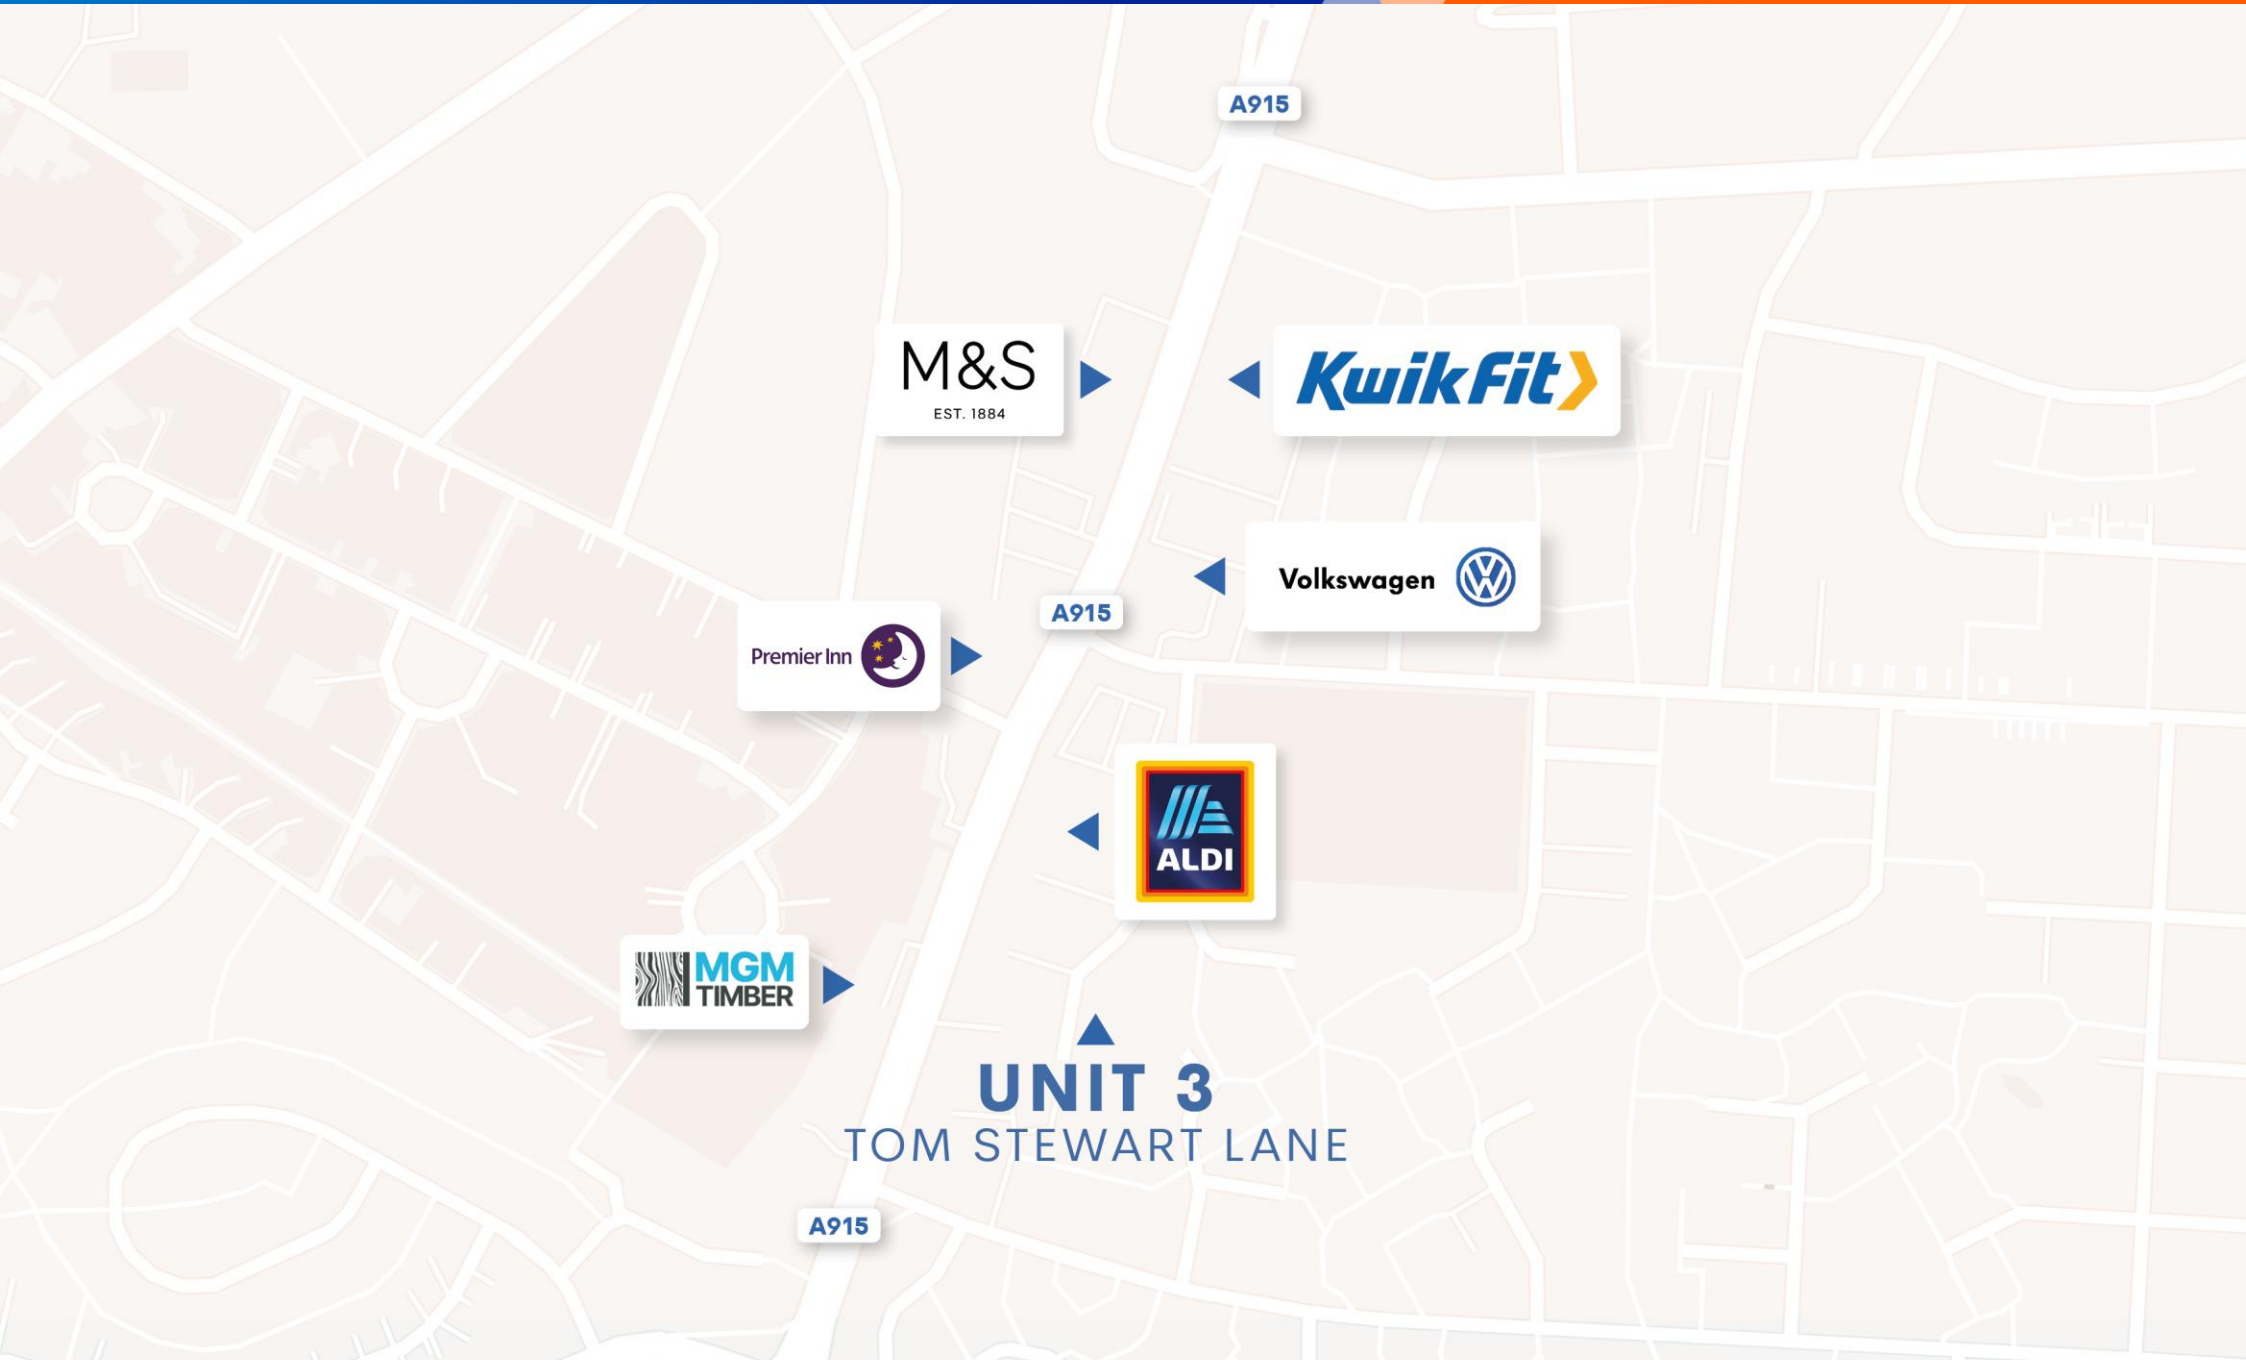 A915
M&S
EST. 1884
KwikFit
Volkswagen
A915
Premier Inn
ALDI
MGM
TIMBER
UNIT 3
TOM STEWART LANE
A915